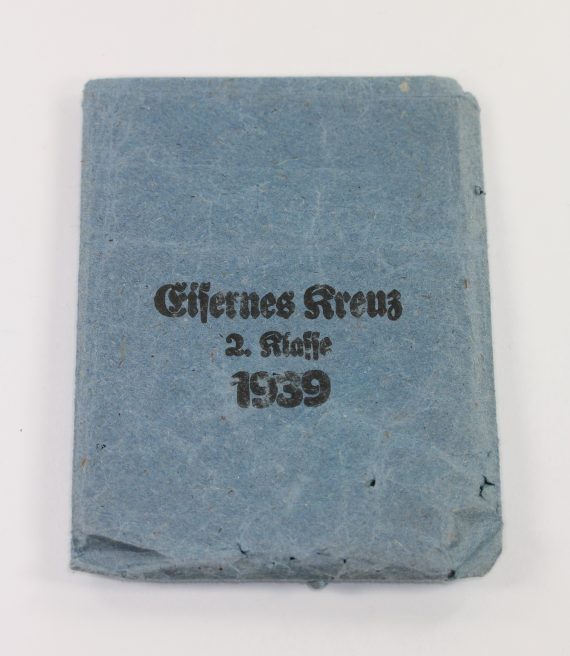 Eisernes Kreuz
2. Klasse
1939